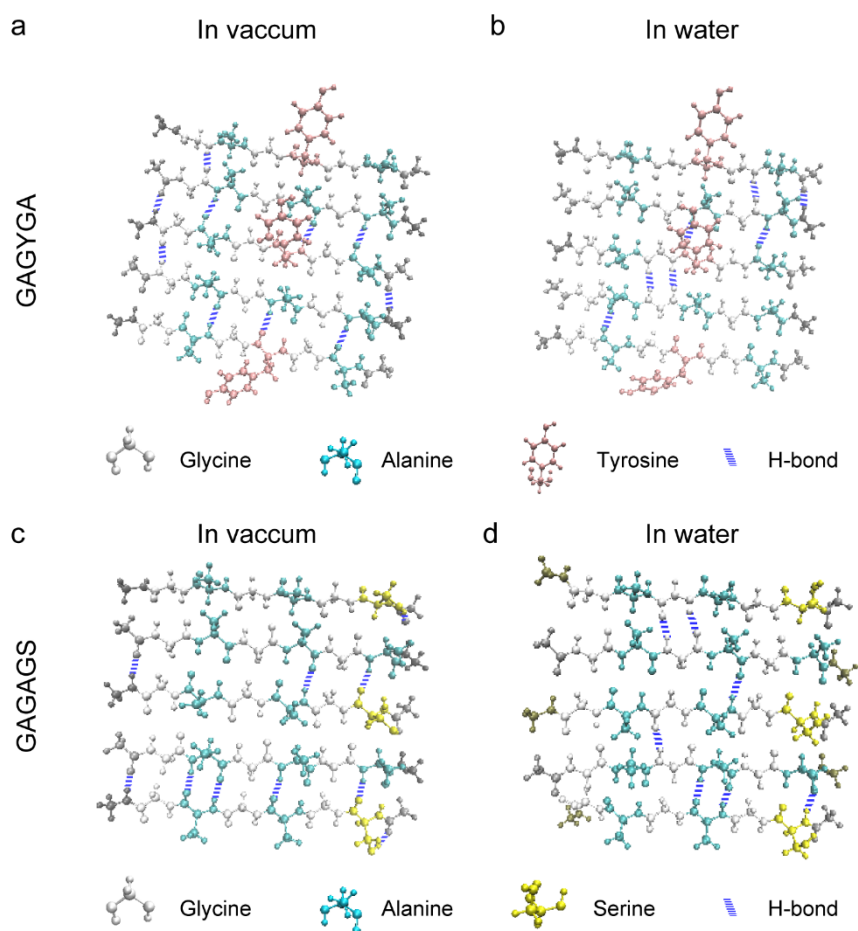 a In vaccum b In water
GAGYGA
Glycine Alanine Tyrosine H-bond
c In vaccum d In water
GAGAGS
Glycine Alanine Serine H-bond